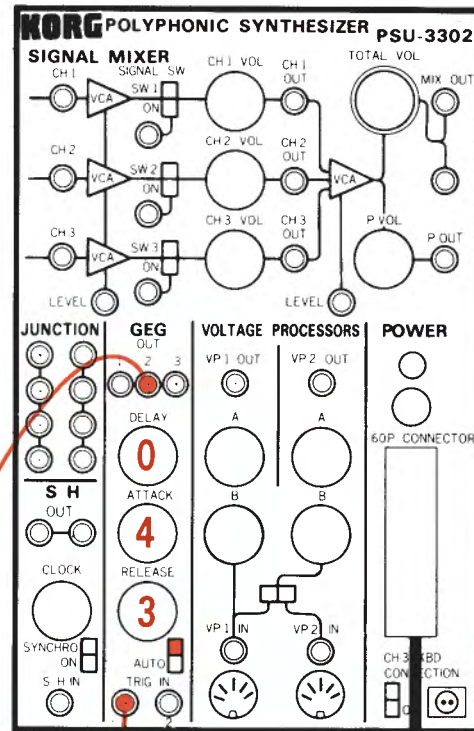 KORG POLYPHONIC SYNTHESIZER PSU-3302
SIGNAL MIXER
SIGNAL SW
CH 1 VOL
CH 1 OUT
TOTAL VOL
CH 1
VCA
SW 1
ON
MIX OUT
CH 2
VCA
SW 2
ON
CH 2 VOL
CH 2 OUT
VCA
CH 3
VCA
SW 3
ON
CH 3 VOL
CH 3 OUT
P VOL
P OUT
LEVEL
LEVEL
JUNCTION
GEG
OUT
1 2 3
DELAY
0
ATTACK
4
RELEASE
3
AUTO
TRIG IN
2
VOLTAGE PROCESSORS
VP 1 OUT
VP 2 OUT
A
A
B
B
VP 1 IN
VP 2 IN
POWER
60P CONNECTOR
CH 3 KBD
CONNECTION
S H
OUT
CLOCK
SYNCHRO
ON
S H IN